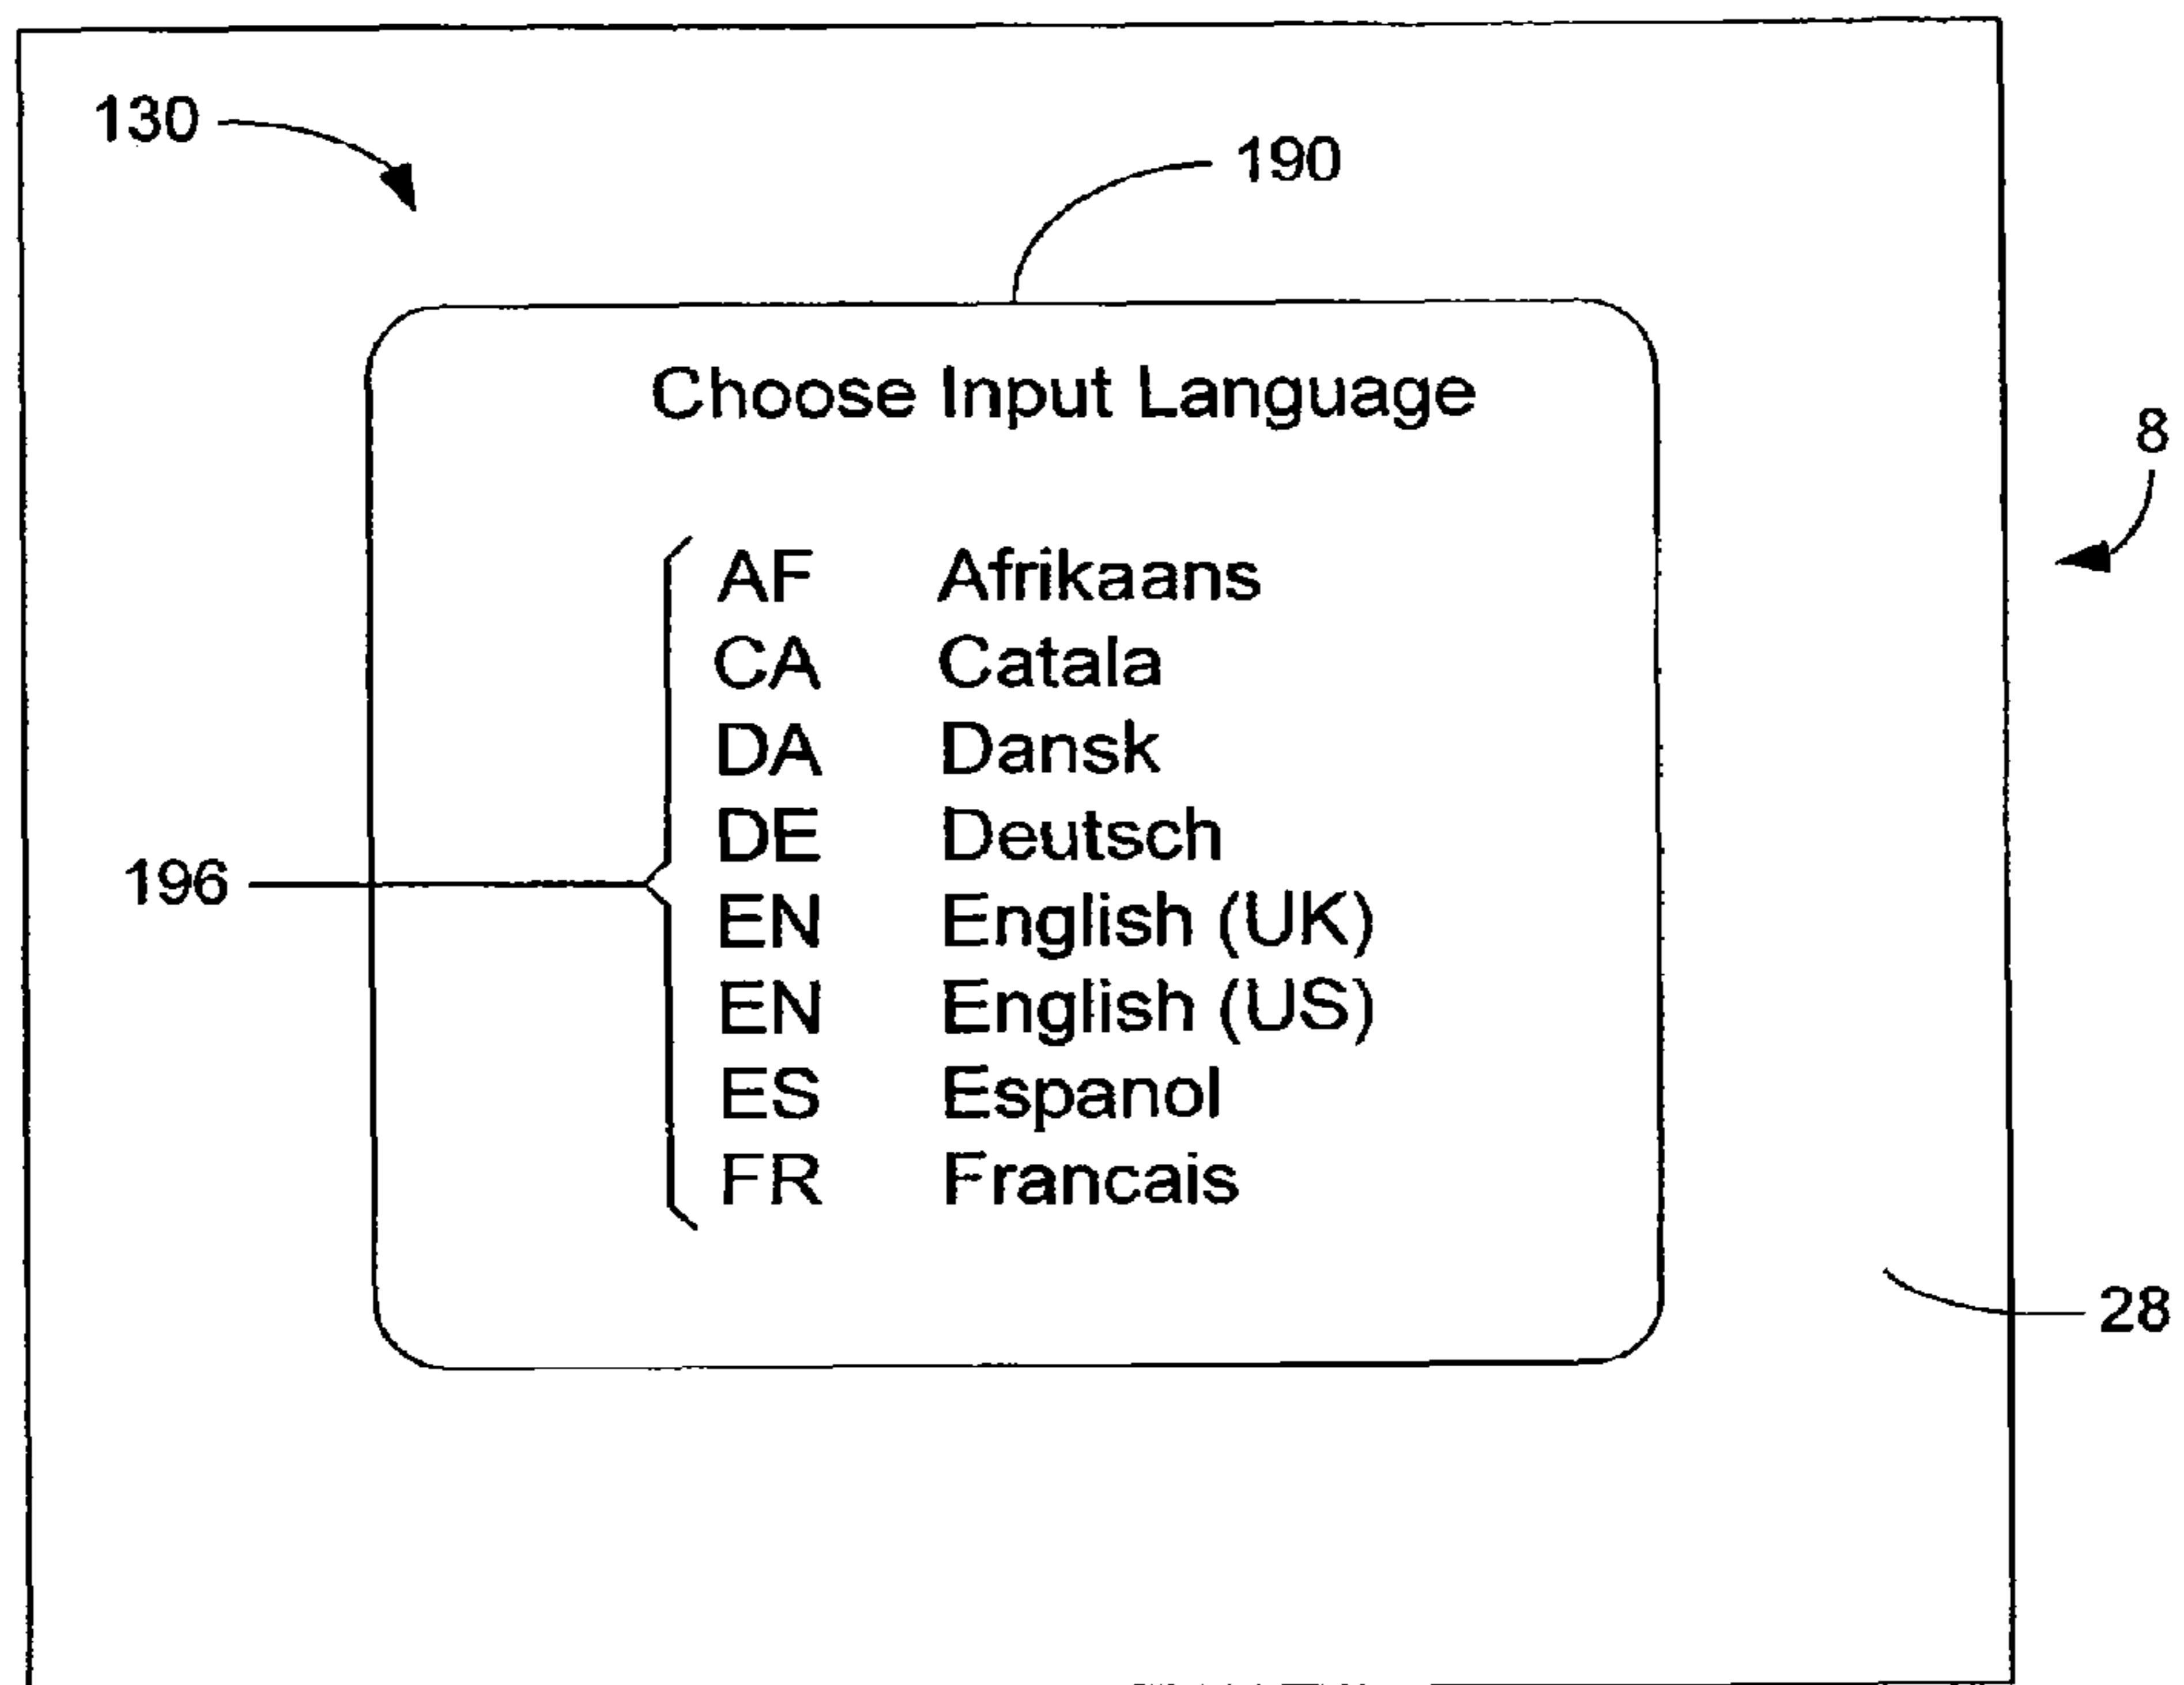 130
190
Choose Input Language
8
AF Afrikaans
CA Catala
DA Dansk
DE Deutsch
196
EN English (UK)
EN English (US)
ES Espanol
FR Francais
28